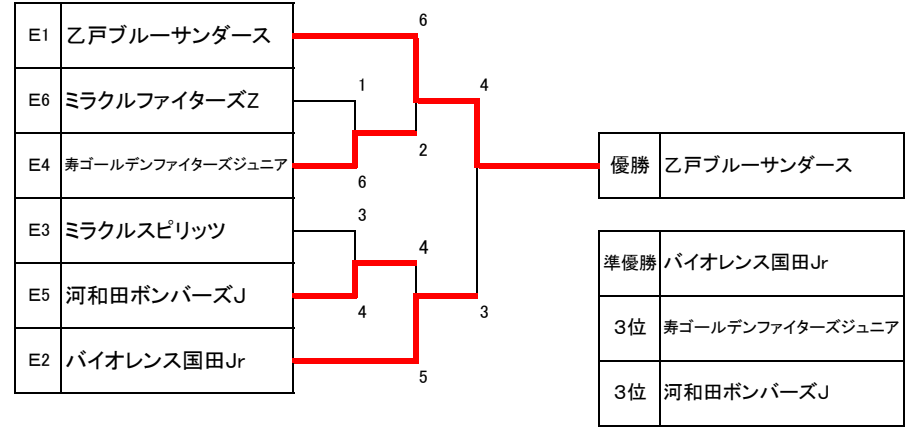 E1 乙戸ブルーサンダース
6
E6 ミラクルファイターズZ
1
4
E4 寿ゴールデンファイターズジュニア
6
2
優勝 乙戸ブルーサンダース
E3 ミラクルスピリッツ
3
4
準優勝 バイオレンス国田Jr
E5 河和田ボンバーズJ
4
3
3位 寿ゴールデンファイターズジュニア
E2 バイオレンス国田Jr
5
3位 河和田ボンバーズJ